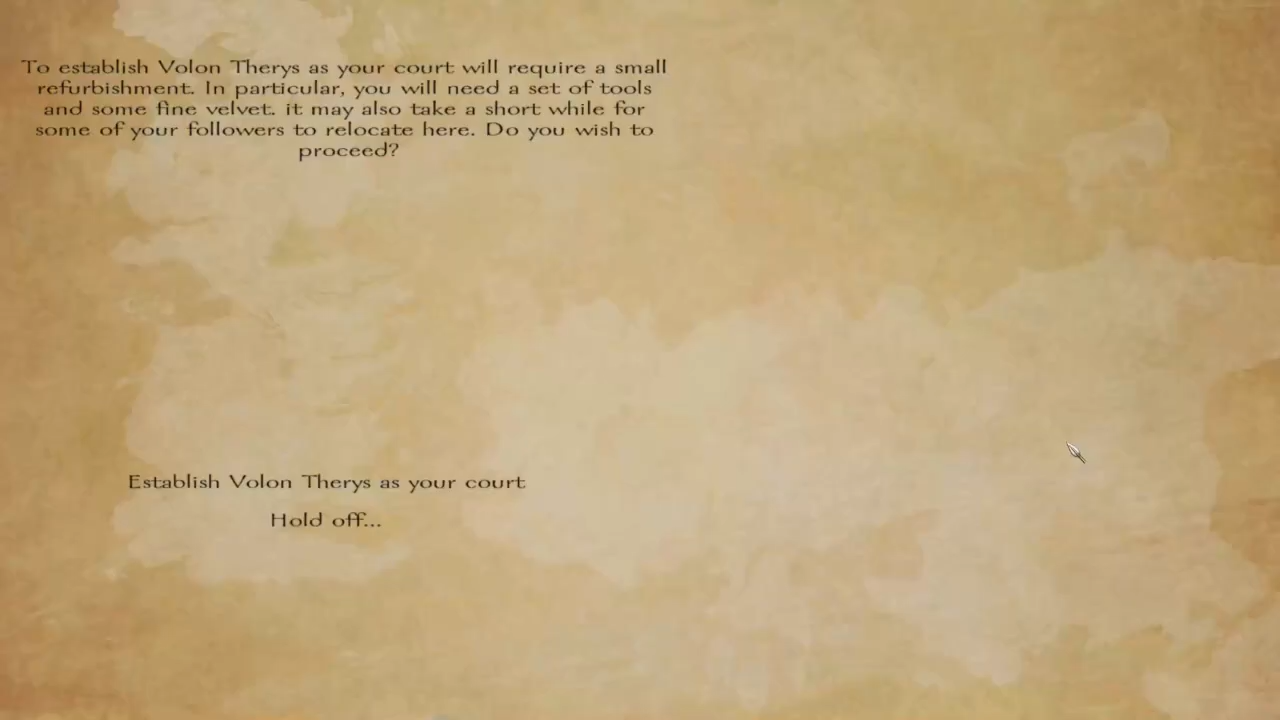 To establish Volon Therys as your court will require a small
refurbishment. In particular, you will need a set of tools
and some fine velvet. it may also take a short while for
some of your followers to relocate here. Do you wish to
proceed?
Establish Volon Therys as your court
Hold off...